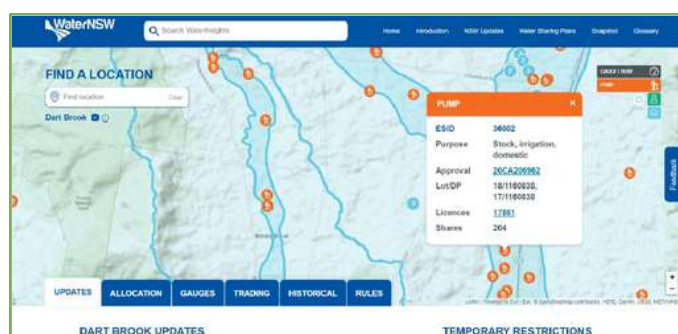 WaterNSW
Search WaterInsights
Home Introduction NSW Updates Water Sharing Plans Snapshot Glossary
FIND A LOCATION
Find location Clear
Dart Brook
PUMP
ESID 36002
Purpose Stock, irrigation,
domestic
Approval 20CA206962
Lot/DP 18/1160838,
17/1160838
Licences 17861
Shares 204
PUMP
Feedback
UPDATES ALLOCATION GAUGES TRADING HISTORICAL RULES
DART BROOK UPDATES TEMPORARY RESTRICTIONS